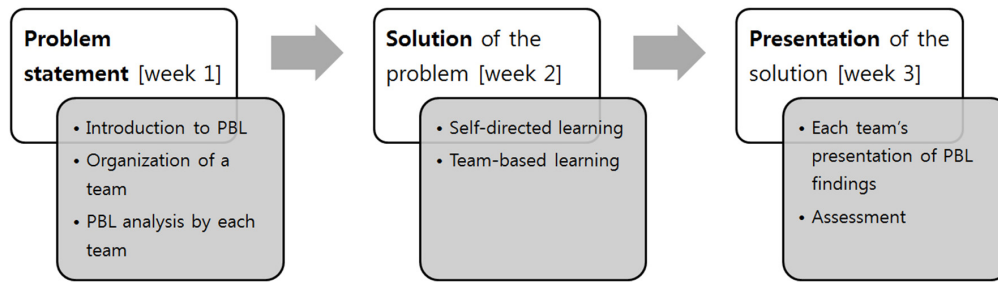 Problem
statement [week 1]
• Introduction to PBL
• Organization of a
team
• PBL analysis by each
team
Solution of the
problem [week 2]
• Self-directed learning
• Team-based learning
Presentation of the
solution [week 3]
• Each team's
presentation of PBL
findings
• Assessment